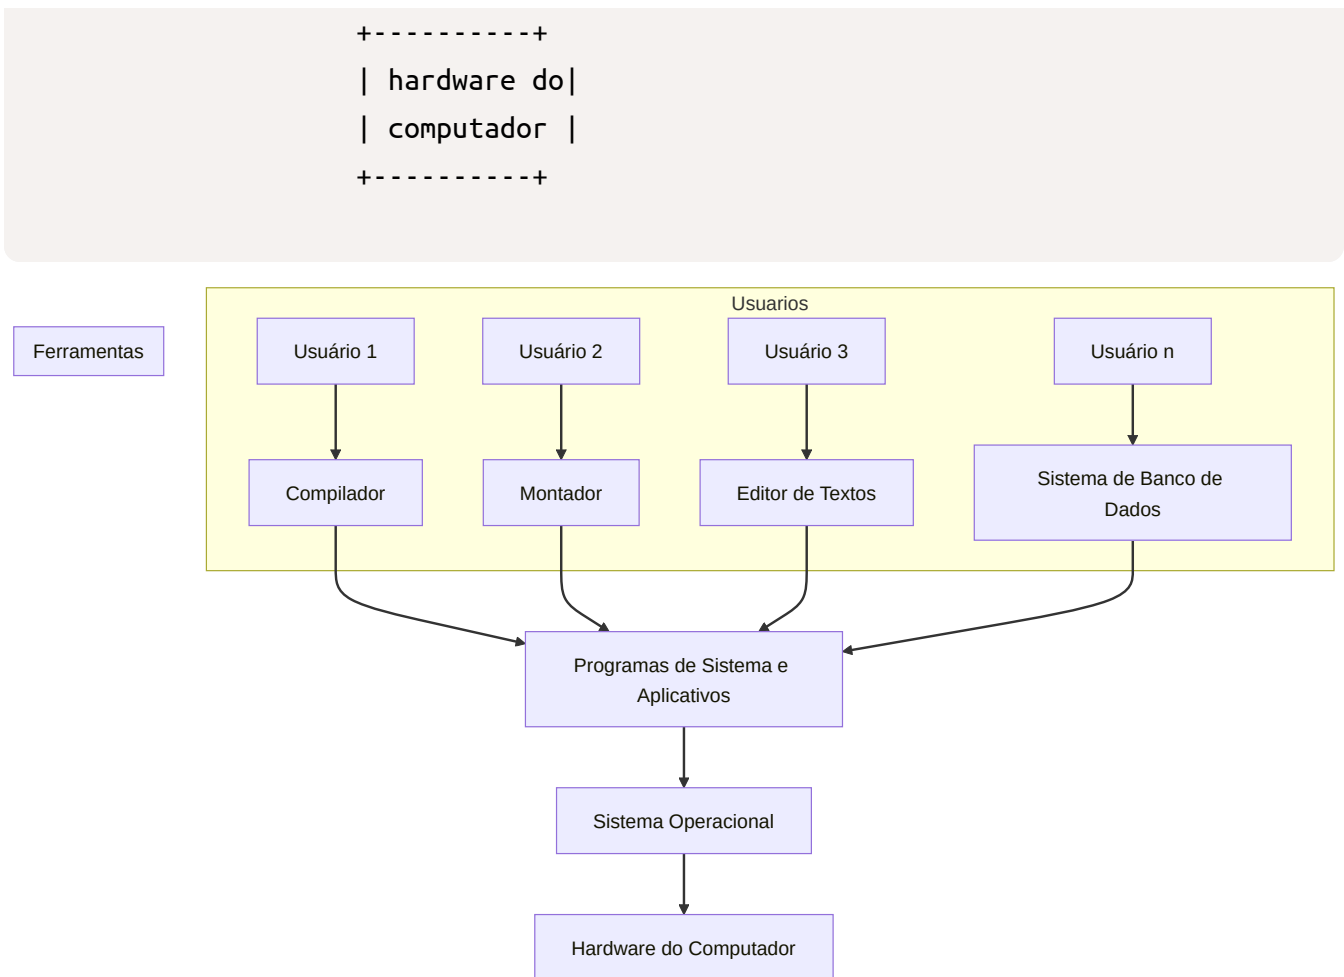 +----------+
| hardware do|
| computador |
+----------+
Usuarios
Ferramentas
Usuário 1
Usuário 2
Usuário 3
Usuário n
Compilador
Montador
Editor de Textos
Sistema de Banco de
Dados
Programas de Sistema e
Aplicativos
Sistema Operacional
Hardware do Computador